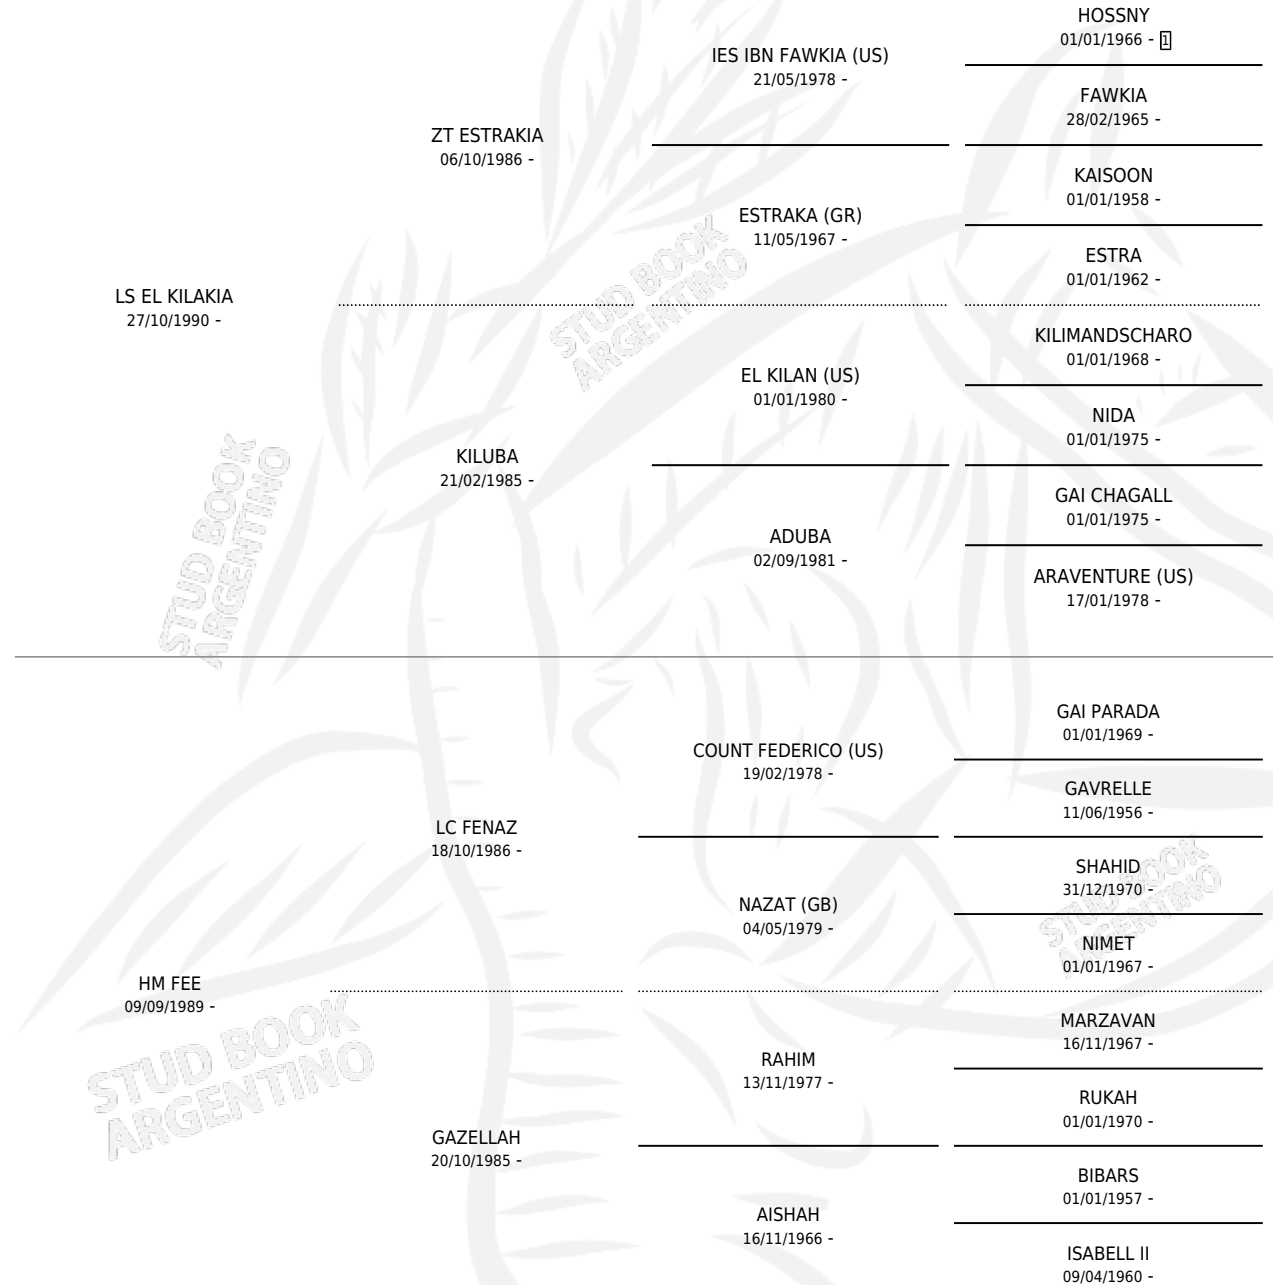 HOSSNY
01/01/1966 - 1
IES IBN FAWKIA (US)
21/05/1978 -
FAWKIA
28/02/1965 -
ZT ESTRAKIA
06/10/1986 -
KAISOON
01/01/1958 -
ESTRAKA (GR)
11/05/1967 -
ESTRA
01/01/1962 -
LS EL KILAKIA
27/10/1990 -
KILIMANDSCHARO
01/01/1968 -
EL KILAN (US)
01/01/1980 -
NIDA
01/01/1975 -
KILUBA
21/02/1985 -
GAI CHAGALL
01/01/1975 -
ADUBA
02/09/1981 -
ARAVENTURE (US)
17/01/1978 -
GAI PARADA
01/01/1969 -
COUNT FEDERICO (US)
19/02/1978 -
GAVRELLE
11/06/1956 -
LC FENAZ
18/10/1986 -
SHAHID
31/12/1970 -
NAZAT (GB)
04/05/1979 -
NIMET
01/01/1967 -
HM FEE
09/09/1989 -
MARZAVAN
16/11/1967 -
RAHIM
13/11/1977 -
RUKAH
01/01/1970 -
GAZELLAH
20/10/1985 -
BIBARS
01/01/1957 -
AISHAH
16/11/1966 -
ISABELL II
09/04/1960 -
STUD BOOK
ARGENTINO
STUD BOOK
ARGENTINO
STUD BOOK
ARGENTINO
STUD BOOK
ARGENTINO